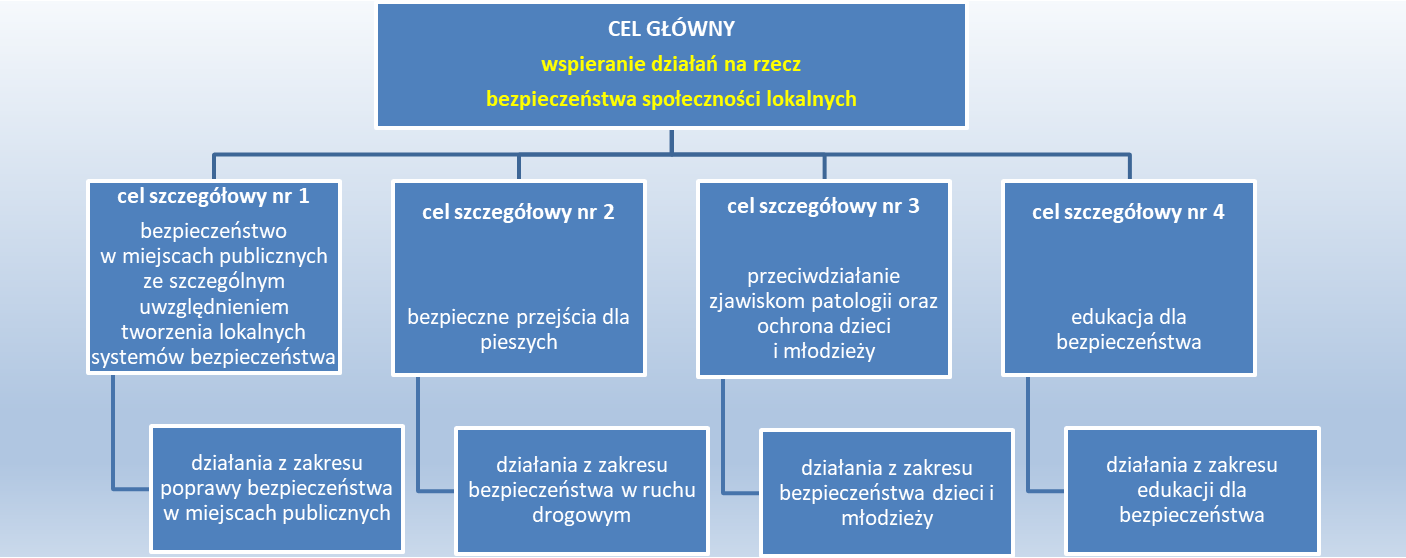 CEL GŁÓWNY
wspieranie działań na rzecz
bezpieczeństwa społeczności lokalnych
cel szczegółowy nr 1
bezpieczeństwo
w miejscach publicznych
ze szczególnym
uwzględnieniem
tworzenia lokalnych
systemów bezpieczeństwa
cel szczegółowy nr 2
bezpieczne przejścia dla
pieszych
cel szczegółowy nr 3
przeciwdziałanie
zjawiskom patologii oraz
ochrona dzieci
i młodzieży
cel szczegółowy nr 4
edukacja dla
bezpieczeństwa
działania z zakresu
poprawy bezpieczeństwa
w miejscach publicznych
działania z zakresu
bezpieczeństwa w ruchu
drogowym
działania z zakresu
bezpieczeństwa dzieci i
młodzieży
działania z zakresu
edukacji dla
bezpieczeństwa